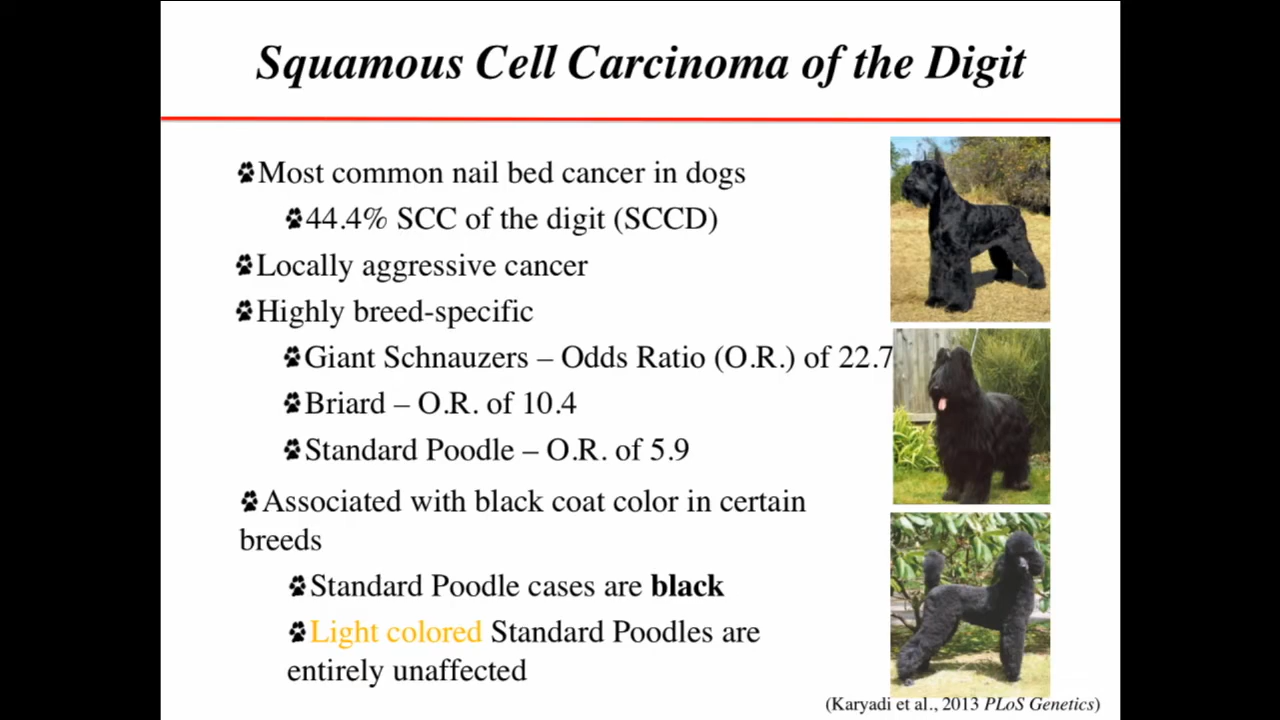 Squamous Cell Carcinoma of the Digit
Most common nail bed cancer in dogs
44.4% SCC of the digit (SCCD)
Locally aggressive cancer
Highly breed-specific
Giant Schnauzers – Odds Ratio (O.R.) of 22.7
Briard – O.R. of 10.4
Standard Poodle – O.R. of 5.9
Associated with black coat color in certain
breeds
Standard Poodle cases are black
Light colored Standard Poodles are
entirely unaffected
(Karyadi et al., 2013 PLoS Genetics)